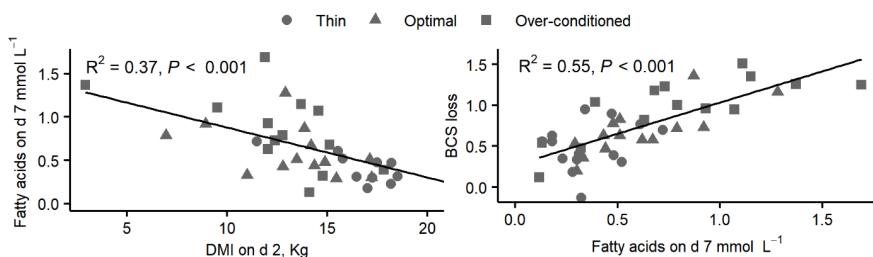 Thin Optimal Over-conditioned
R² = 0.37, P < 0.001
Fatty acids on d 7 mmol L⁻¹
1.5
1.0
0.5
0.0
5 10 15 20
DMI on d 2, Kg
R² = 0.55, P < 0.001
BCS loss
1.5
1.0
0.5
0.0
0.0 0.5 1.0 1.5
Fatty acids on d 7 mmol L⁻¹